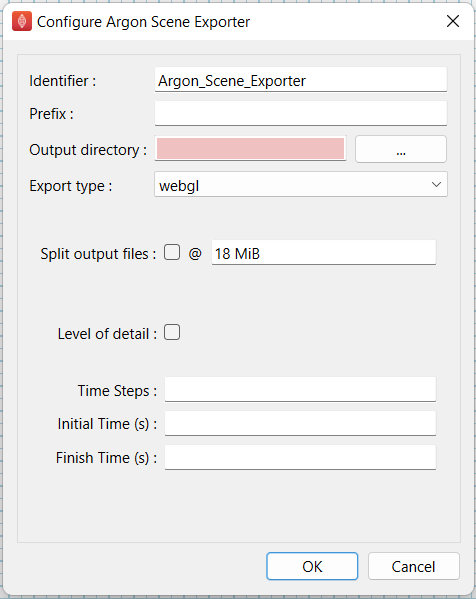 Configure Argon Scene Exporter
Identifier : Argon_Scene_Exporter
Prefix :
Output directory : ...
Export type : webgl
Split output files : @ 18 MiB
Level of detail :
Time Steps :
Initial Time (s) :
Finish Time (s) :
OK Cancel